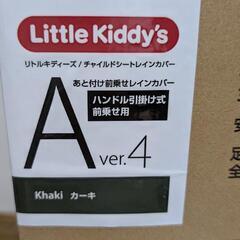 Little Kiddy's
リトルキディーズ/チャイルドシートレインカバー
あと付け前乗せレインカバー
ハンドル引掛け式
前乗せ用
A ver.4
Khaki カーキ